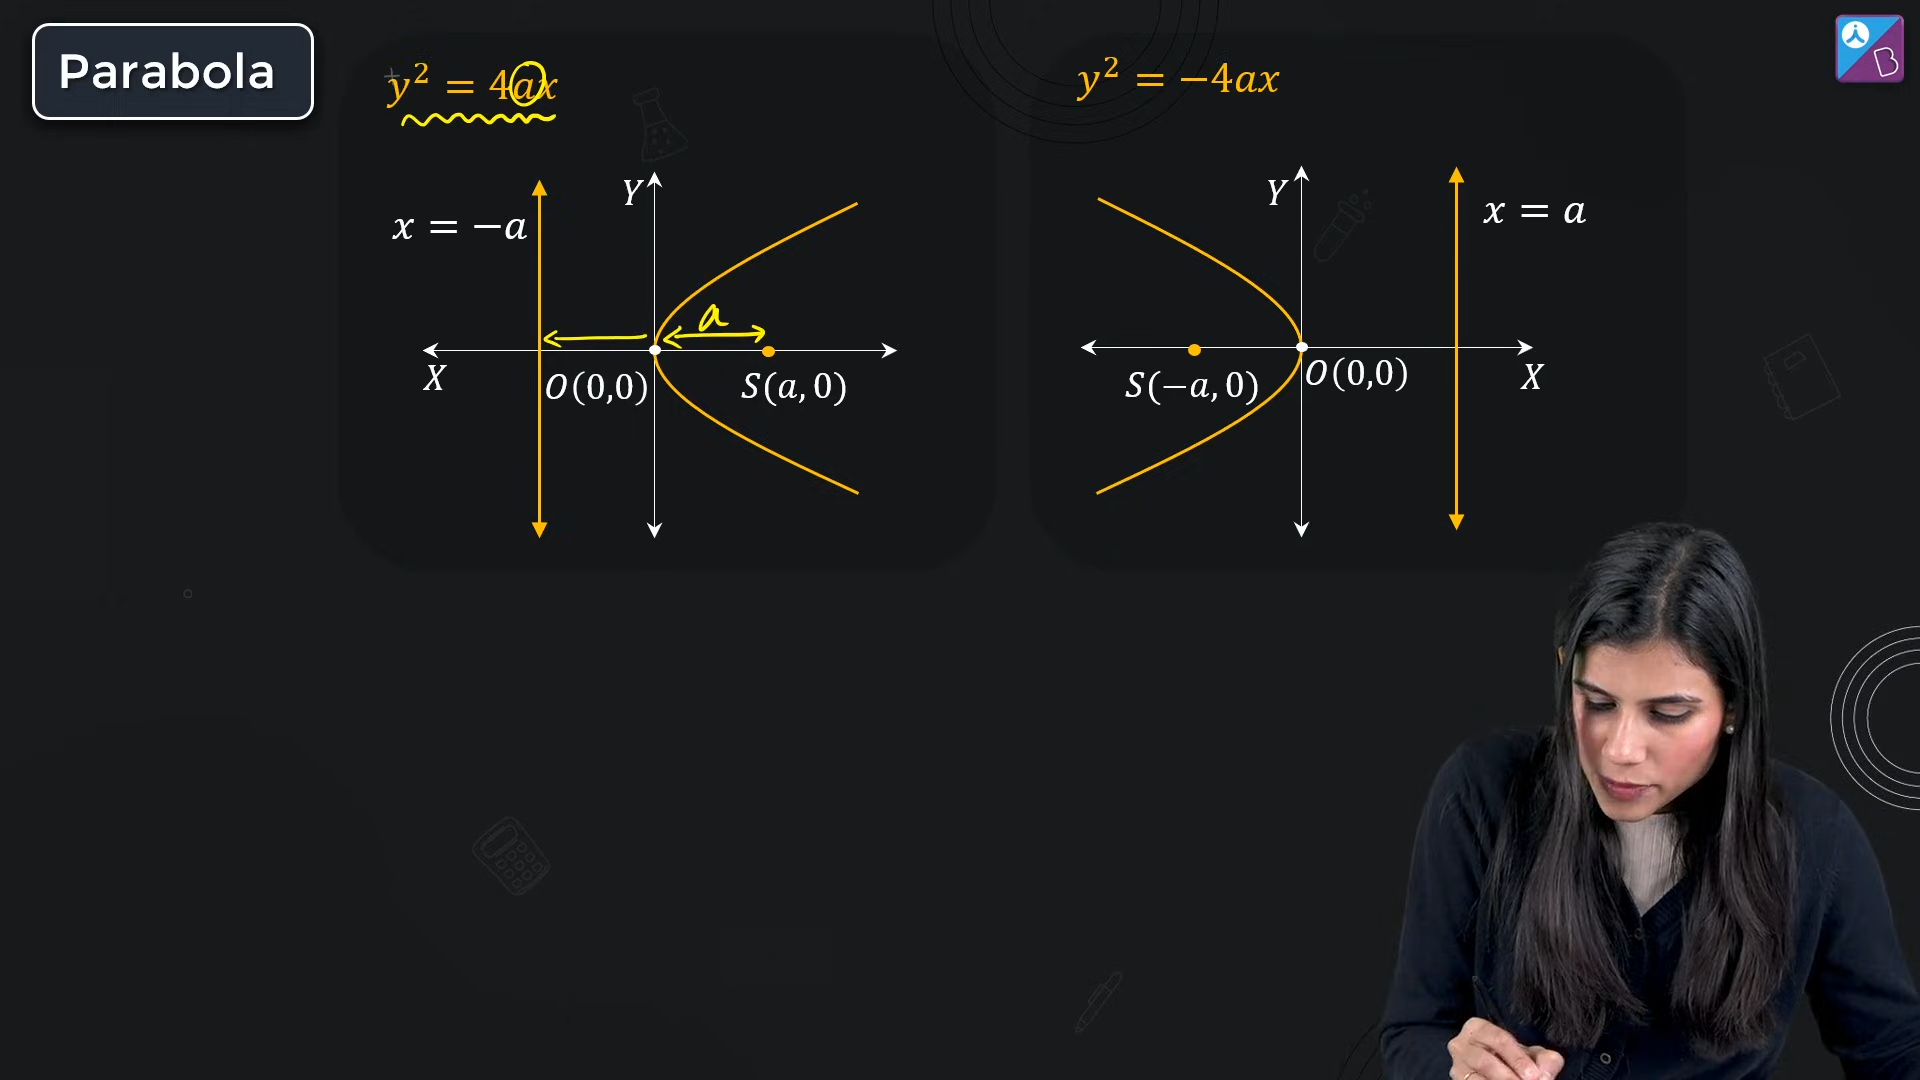 Parabola
y² = 4ax
x = −a
Y
a
X
O(0,0)
S(a, 0)
y² = −4ax
Y
x = a
S(−a, 0)
O(0,0)
X
B